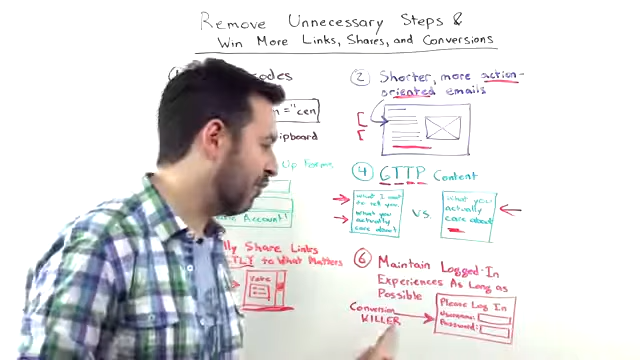 Remove Unnecessary Steps &
Win More Links, Shares, and Conversions
codes
="cen
clipboard
Up Forms
Account!
Share Links
to What Matters
Vote
2 Shorter, more action-
oriented emails
4 GTTP Content
What I want
to tell you.
What you
actually
care about
VS.
What you
actually
care about
6 Maintain Logged-In
Experiences As Long as
Possible
Conversion
KILLER
Please Log In
Username:
Password: